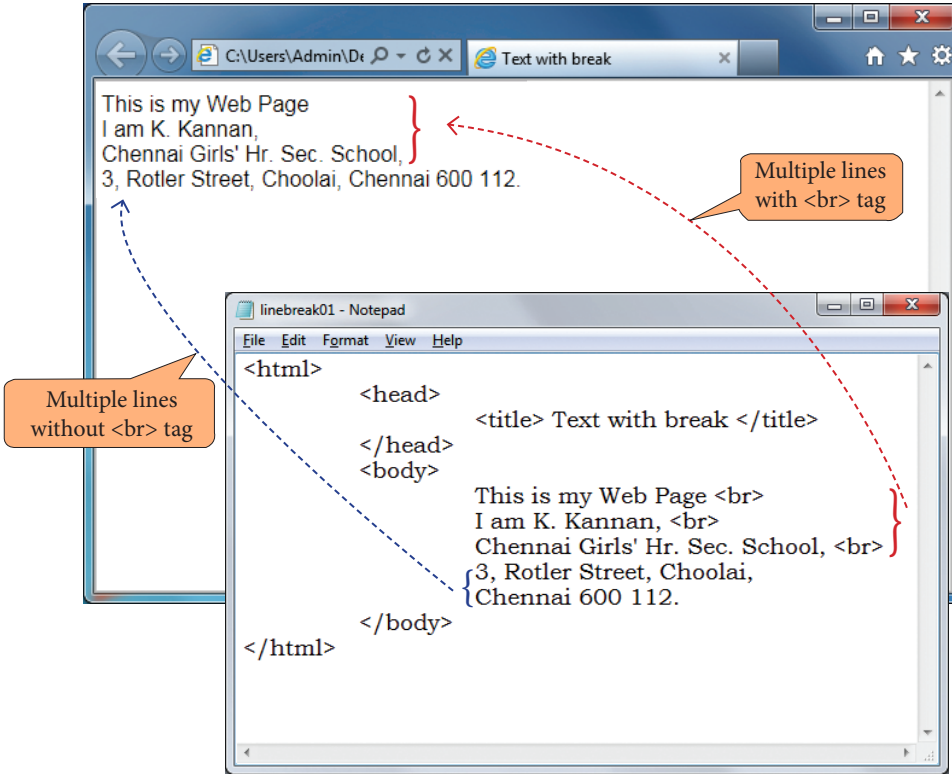 C:\Users\Admin\De
Text with break
This is my Web Page
I am K. Kannan,
Chennai Girls' Hr. Sec. School,
3, Rotler Street, Choolai, Chennai 600 112.
Multiple lines
with <br> tag
Multiple lines
without <br> tag
linebreak01 - Notepad
File Edit Format View Help
<html>
<head>
<title> Text with break </title>
</head>
<body>
This is my Web Page <br>
I am K. Kannan, <br>
Chennai Girls' Hr. Sec. School, <br>
3, Rotler Street, Choolai,
Chennai 600 112.
</body>
</html>